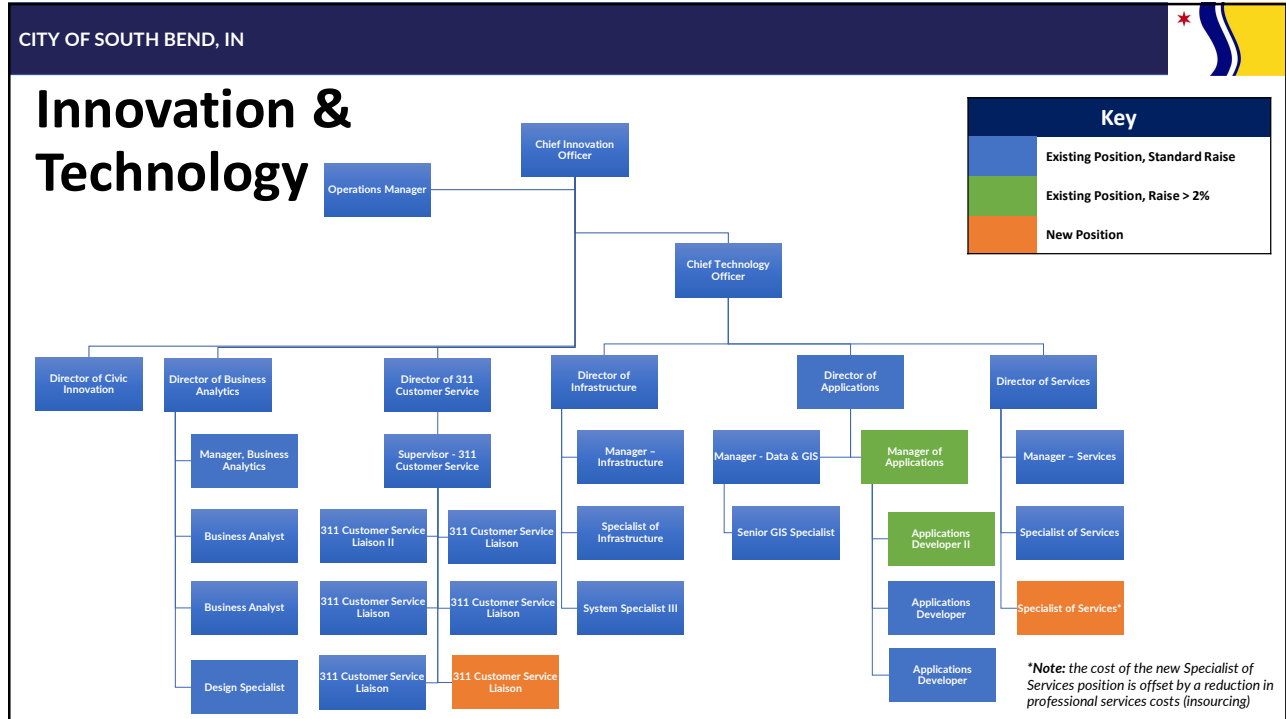 CITY OF SOUTH BEND, IN
Innovation &
Technology
Key
Existing Position, Standard Raise
Existing Position, Raise > 2%
New Position
Chief Innovation
Officer
Operations Manager
Chief Technology
Officer
Director of Civic
Innovation
Director of Business
Analytics
Director of 311
Customer Service
Director of
Infrastructure
Director of
Applications
Director of Services
Manager, Business
Analytics
Supervisor - 311
Customer Service
Manager –
Infrastructure
Manager - Data & GIS
Manager of
Applications
Manager – Services
Business Analyst
311 Customer Service
Liaison II
311 Customer Service
Liaison
Specialist of
Infrastructure
Senior GIS Specialist
Applications
Developer II
Specialist of Services
Business Analyst
311 Customer Service
Liaison
311 Customer Service
Liaison
System Specialist III
Applications
Developer
Specialist of Services*
Design Specialist
311 Customer Service
Liaison
311 Customer Service
Liaison
Applications
Developer
*Note: the cost of the new Specialist of
Services position is offset by a reduction in
professional services costs (insourcing)